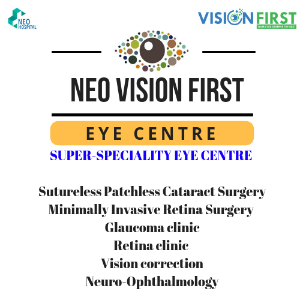 NEO
HOSPITAL
VISION FIRST
NEO VISION FIRST
EYE CENTRE
SUPER-SPECIALITY EYE CENTRE
Sutureless Patchless Cataract Surgery
Minimally Invasive Retina Surgery
Glaucoma clinic
Retina clinic
Vision correction
Neuro-Ophthalmology